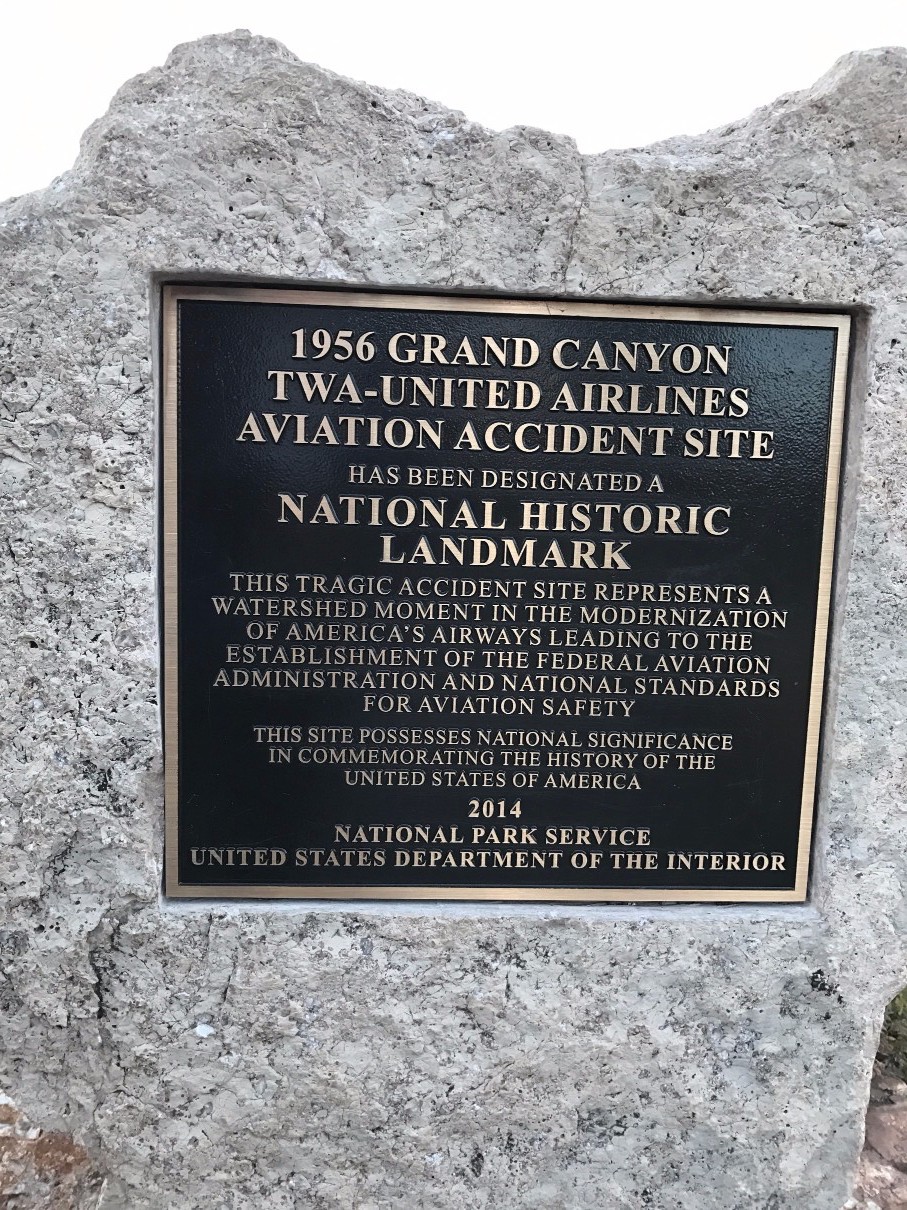 1956 GRAND CANYON
TWA-UNITED AIRLINES
AVIATION ACCIDENT SITE
HAS BEEN DESIGNATED A
NATIONAL HISTORIC
LANDMARK
THIS TRAGIC ACCIDENT SITE REPRESENTS A
WATERSHED MOMENT IN THE MODERNIZATION
OF AMERICA'S AIRWAYS LEADING TO THE
ESTABLISHMENT OF THE FEDERAL AVIATION
ADMINISTRATION AND NATIONAL STANDARDS
FOR AVIATION SAFETY
THIS SITE POSSESSES NATIONAL SIGNIFICANCE
IN COMMEMORATING THE HISTORY OF THE
UNITED STATES OF AMERICA
2014
NATIONAL PARK SERVICE
UNITED STATES DEPARTMENT OF THE INTERIOR